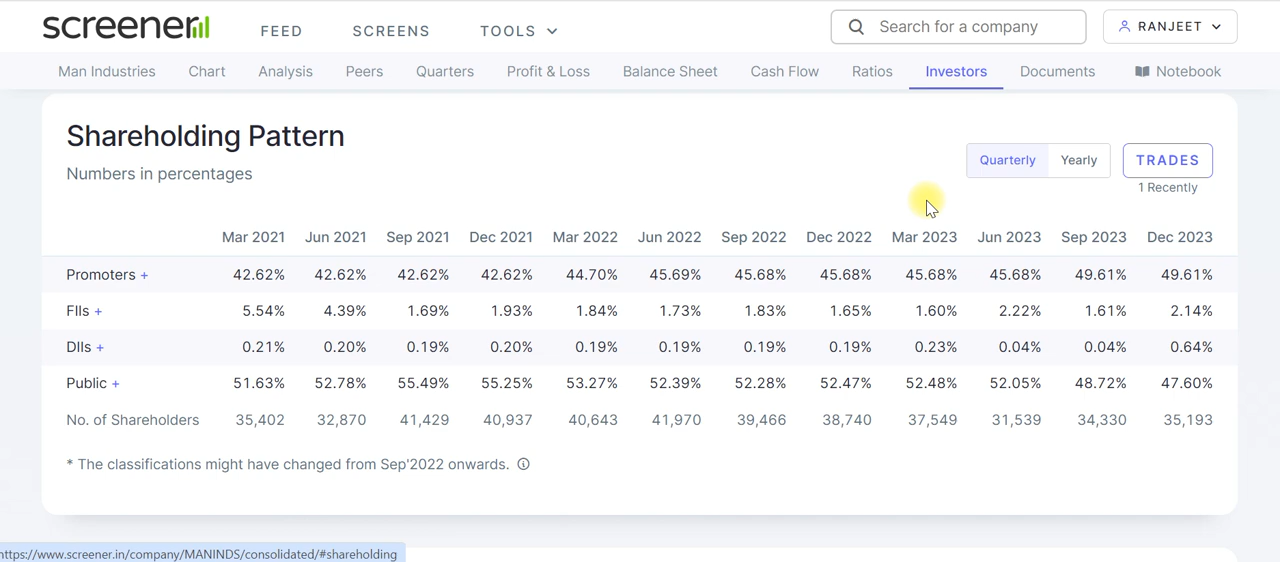 screener
FEED SCREENS TOOLS
Search for a company
RANJEET
Man Industries Chart Analysis Peers Quarters Profit & Loss Balance Sheet Cash Flow Ratios Investors Documents Notebook
Shareholding Pattern
Numbers in percentages
Quarterly Yearly
TRADES
1 Recently
Mar 2021 Jun 2021 Sep 2021 Dec 2021 Mar 2022 Jun 2022 Sep 2022 Dec 2022 Mar 2023 Jun 2023 Sep 2023 Dec 2023
Promoters + 42.62% 42.62% 42.62% 42.62% 44.70% 45.69% 45.68% 45.68% 45.68% 45.68% 49.61% 49.61%
FIIs + 5.54% 4.39% 1.69% 1.93% 1.84% 1.73% 1.83% 1.65% 1.60% 2.22% 1.61% 2.14%
DIIs + 0.21% 0.20% 0.19% 0.20% 0.19% 0.19% 0.19% 0.19% 0.23% 0.04% 0.04% 0.64%
Public + 51.63% 52.78% 55.49% 55.25% 53.27% 52.39% 52.28% 52.47% 52.48% 52.05% 48.72% 47.60%
No. of Shareholders 35,402 32,870 41,429 40,937 40,643 41,970 39,466 38,740 37,549 31,539 34,330 35,193
* The classifications might have changed from Sep'2022 onwards.
https://www.screener.in/company/MANINDS/consolidated/#shareholding